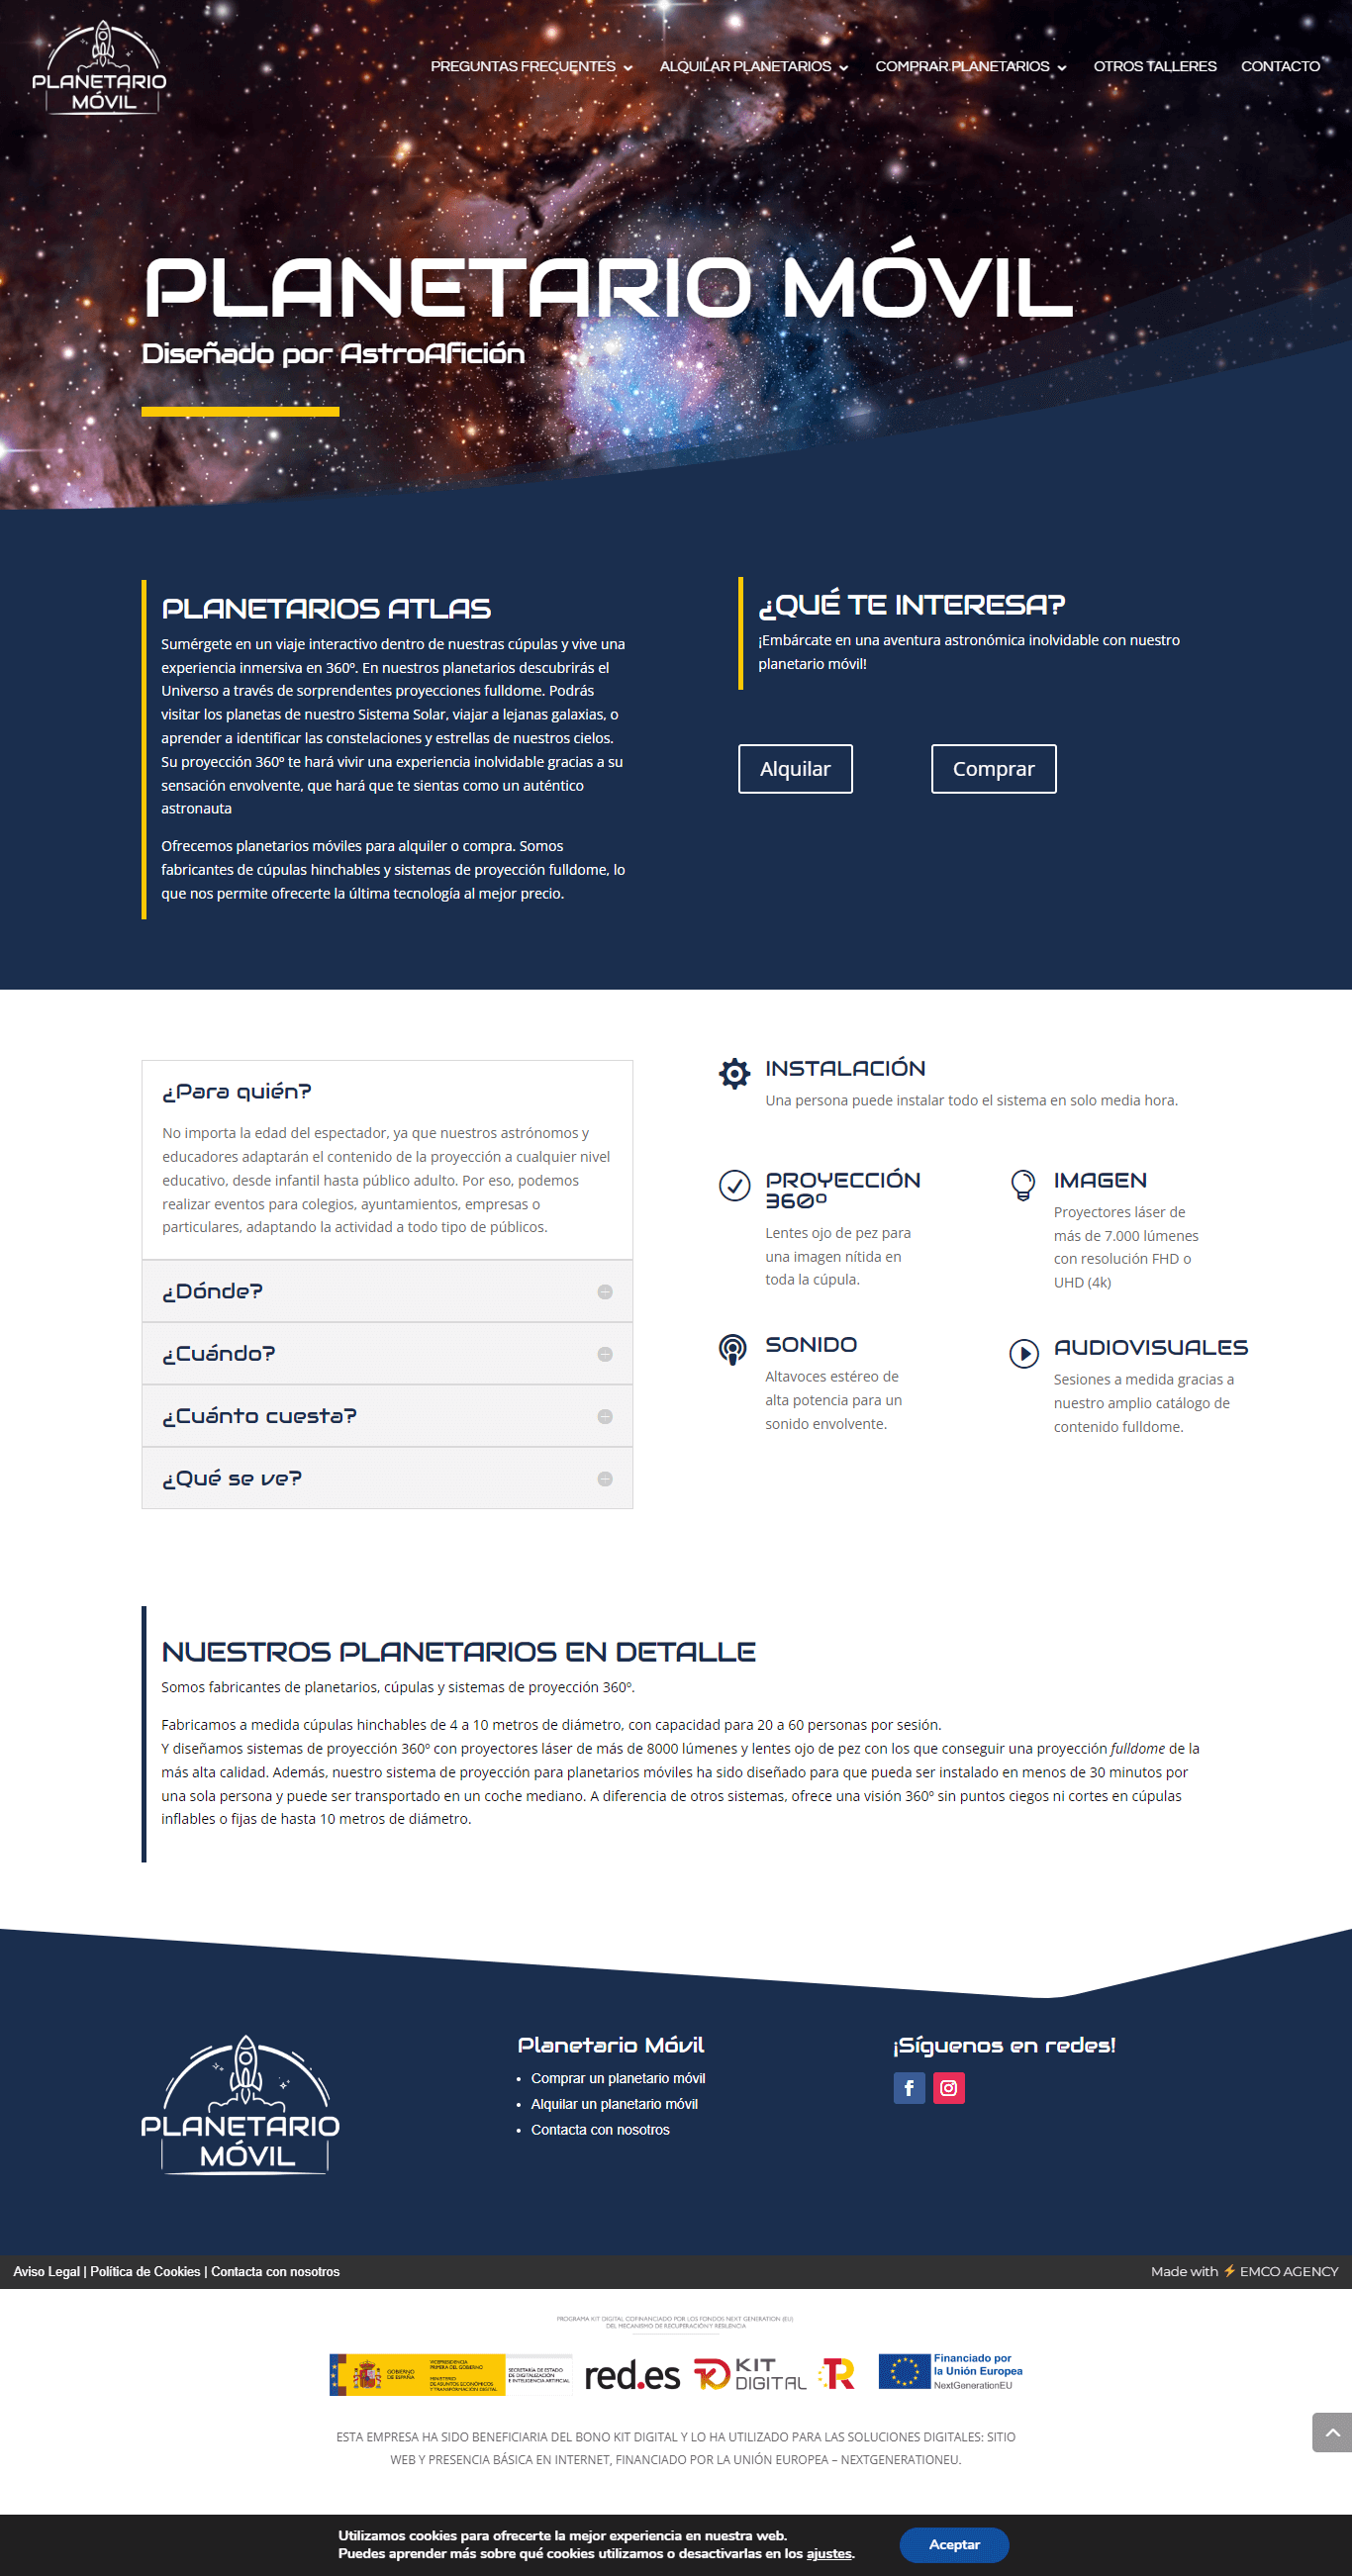 PLANETARIO
MÓVIL
PREGUNTAS FRECUENTES
ALQUILAR PLANETARIOS
COMPRAR PLANETARIOS
OTROS TALLERES
CONTACTO
PLANETARIO MÓVIL
Diseñado por AstroAfición
PLANETARIOS ATLAS
Sumérgete en un viaje interactivo dentro de nuestras cúpulas y vive una
experiencia inmersiva en 360º. En nuestros planetarios descubrirás el
Universo a través de sorprendentes proyecciones fulldome. Podrás
visitar los planetas de nuestro Sistema Solar, viajar a lejanas galaxias, o
aprender a identificar las constelaciones y estrellas de nuestros cielos.
Su proyección 360º te hará vivir una experiencia inolvidable gracias a su
sensación envolvente, que hará que te sientas como un auténtico
astronauta
Ofrecemos planetarios móviles para alquiler o compra. Somos
fabricantes de cúpulas hinchables y sistemas de proyección fulldome, lo
que nos permite ofrecerte la última tecnología al mejor precio.
¿QUÉ TE INTERESA?
¡Embárcate en una aventura astronómica inolvidable con nuestro
planetario móvil!
Alquilar
Comprar
¿Para quién?
No importa la edad del espectador, ya que nuestros astrónomos y
educadores adaptarán el contenido de la proyección a cualquier nivel
educativo, desde infantil hasta público adulto. Por eso, podemos
realizar eventos para colegios, ayuntamientos, empresas o
particulares, adaptando la actividad a todo tipo de públicos.
¿Dónde?
¿Cuándo?
¿Cuánto cuesta?
¿Qué se ve?
INSTALACIÓN
Una persona puede instalar todo el sistema en solo media hora.
PROYECCIÓN
360º
Lentes ojo de pez para
una imagen nítida en
toda la cúpula.
IMAGEN
Proyectores láser de
más de 7.000 lúmenes
con resolución FHD o
UHD (4k)
SONIDO
Altavoces estéreo de
alta potencia para un
sonido envolvente.
AUDIOVISUALES
Sesiones a medida gracias a
nuestro amplio catálogo de
contenido fulldome.
NUESTROS PLANETARIOS EN DETALLE
Somos fabricantes de planetarios, cúpulas y sistemas de proyección 360º.
Fabricamos a medida cúpulas hinchables de 4 a 10 metros de diámetro, con capacidad para 20 a 60 personas por sesión.
Y diseñamos sistemas de proyección 360º con proyectores láser de más de 8000 lúmenes y lentes ojo de pez con los que conseguir una proyección fulldome de la
más alta calidad. Además, nuestro sistema de proyección para planetarios móviles ha sido diseñado para que pueda ser instalado en menos de 30 minutos por
una sola persona y puede ser transportado en un coche mediano. A diferencia de otros sistemas, ofrece una visión 360º sin puntos ciegos ni cortes en cúpulas
inflables o fijas de hasta 10 metros de diámetro.
PLANETARIO
MÓVIL
Planetario Móvil
Comprar un planetario móvil
Alquilar un planetario móvil
Contacta con nosotros
¡Síguenos en redes!
Aviso Legal | Política de Cookies | Contacta con nosotros
Made with ⚡ EMCO AGENCY
PROGRAMA KIT DIGITAL COFINANCIADO POR LOS FONDOS NEXT GENERATION (EU)
DEL MECANISMO DE RECUPERACIÓN Y RESILENCIA
GOBIERNO
DE ESPAÑA
VICEPRESIDENCIA
PRIMERA DEL GOBIERNO
MINISTERIO
DE ASUNTOS ECONÓMICOS
Y TRANSFORMACIÓN DIGITAL
SECRETARÍA DE ESTADO
DE DIGITALIZACIÓN
E INTELIGENCIA ARTIFICIAL
red.es
KIT
DIGITAL
Financiado por
la Unión Europea
NextGenerationEU
ESTA EMPRESA HA SIDO BENEFICIARIA DEL BONO KIT DIGITAL Y LO HA UTILIZADO PARA LAS SOLUCIONES DIGITALES: SITIO
WEB Y PRESENCIA BÁSICA EN INTERNET, FINANCIADO POR LA UNIÓN EUROPEA – NEXTGENERATIONEU.
Utilizamos cookies para ofrecerte la mejor experiencia en nuestra web.
Puedes aprender más sobre qué cookies utilizamos o desactivarlas en los ajustes.
Aceptar